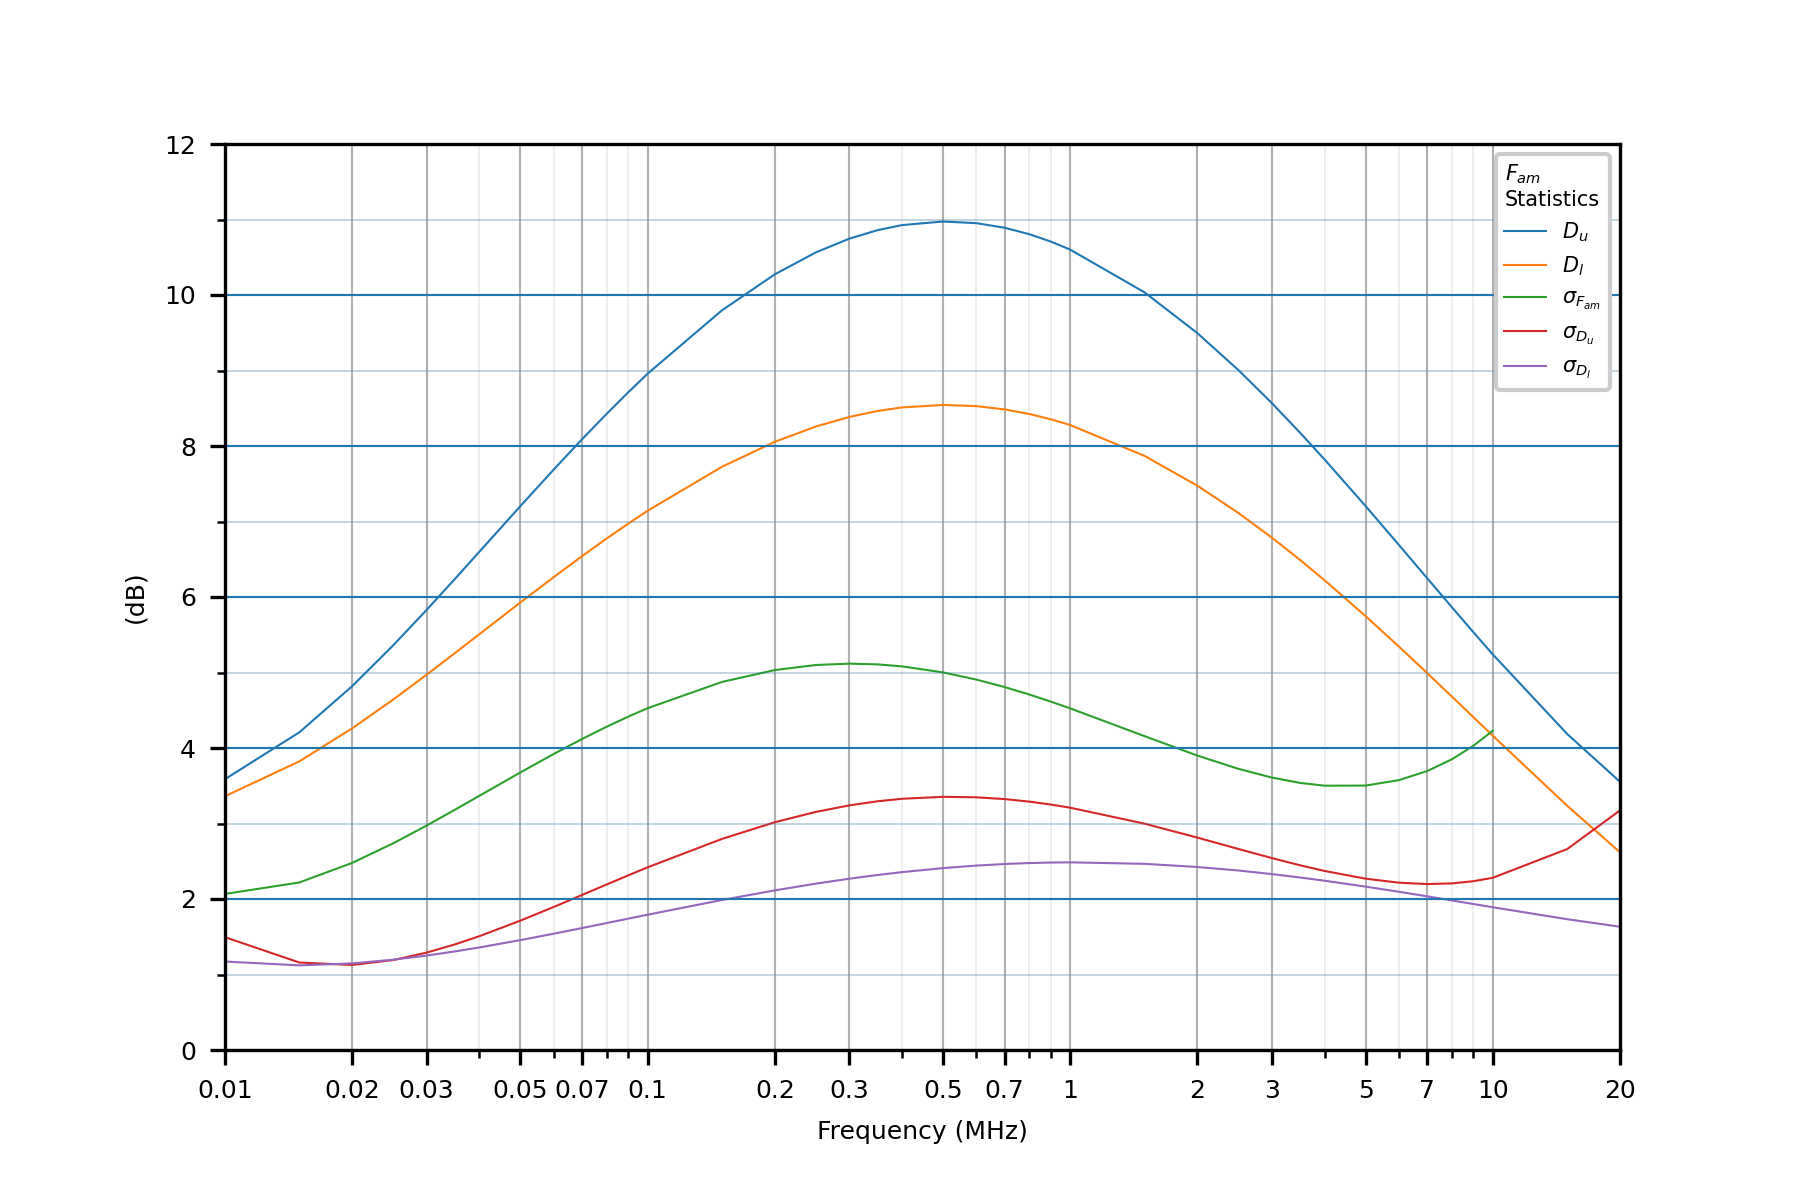 12
10
8
6
4
2
0
(dB)
F_am
Statistics
D_u
D_l
σ_F_am
σ_D_u
σ_D_l
0.01 0.02 0.03 0.05 0.07 0.1 0.2 0.3 0.5 0.7 1 2 3 5 7 10 20
Frequency (MHz)